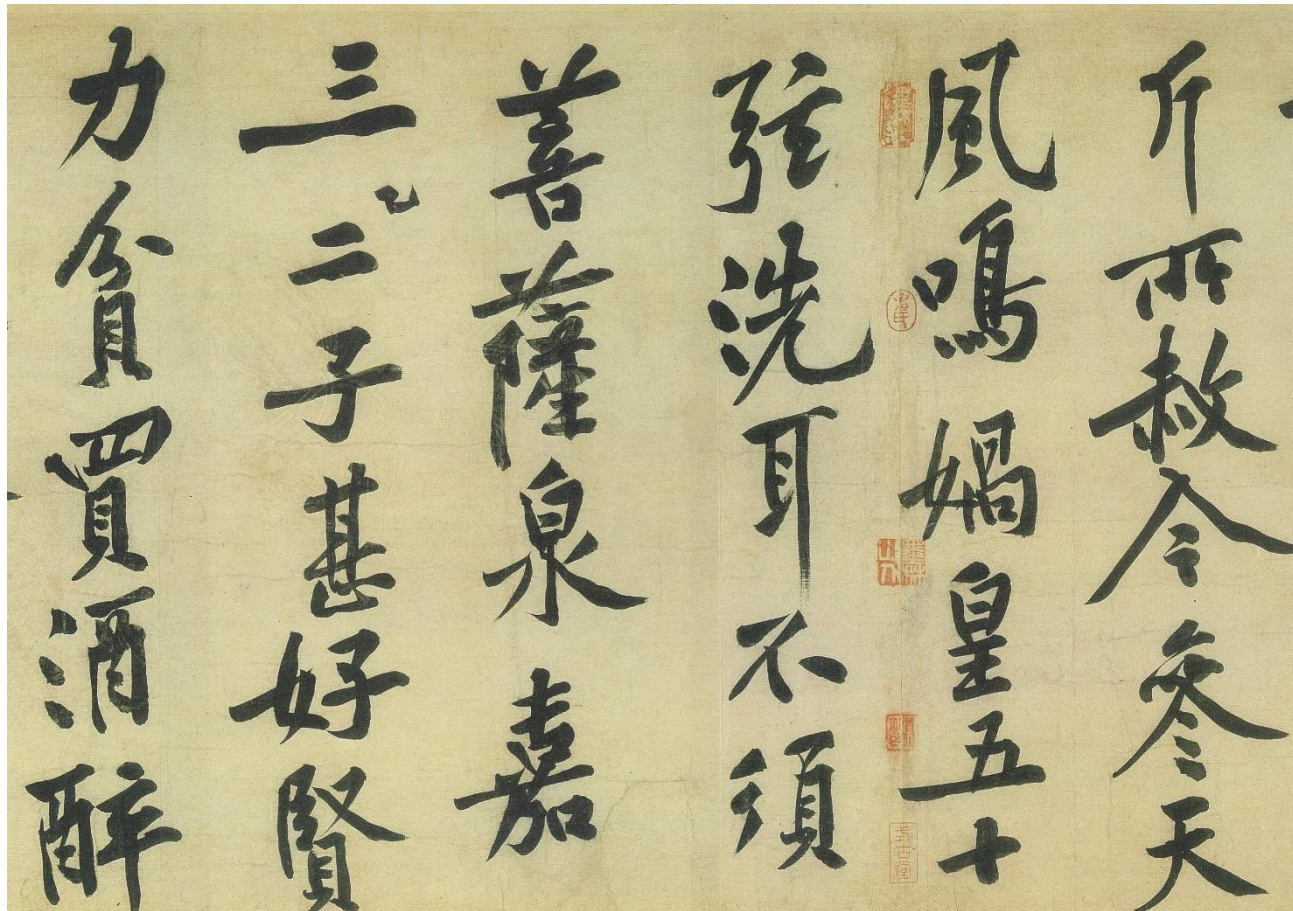 斤所赦令參天
風鳴媧皇五十
弦洗耳不須
菩薩泉嘉
三二子甚好賢
力貧買酒醉